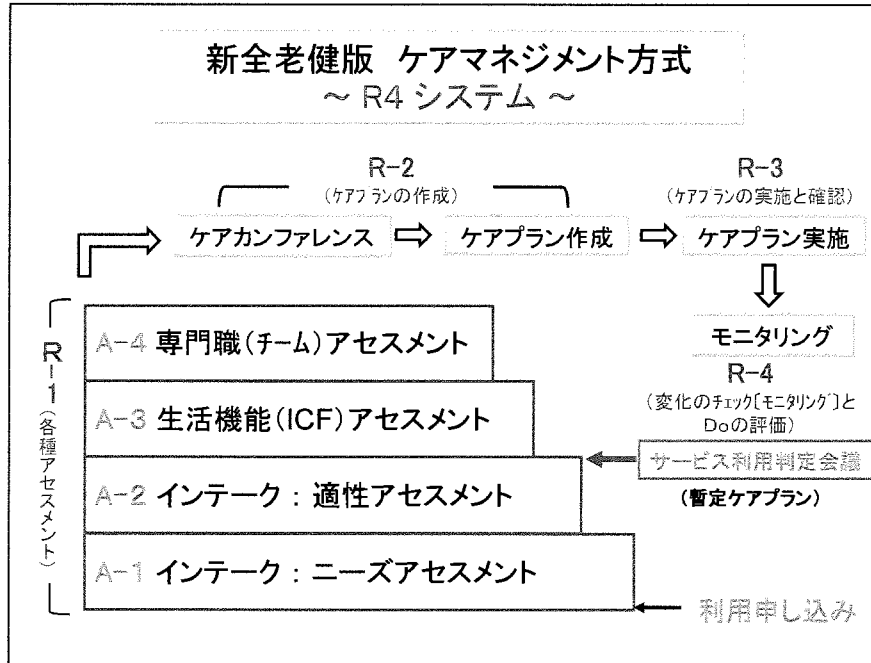 新全老健版 ケアマネジメント方式
～ R4 システム ～
R-2
(ｹｱﾌﾟﾗﾝの作成)
R-3
(ｹｱﾌﾟﾗﾝの実施と確認)
ケアカンファレンス
ケアプラン作成
ケアプラン実施
モニタリング
R-4
(変化のﾁｪｯｸ〔ﾓﾆﾀﾘﾝｸﾞ〕と
Doの評価)
サービス利用判定会議
(暫定ケアプラン)
R-1(各種アセスメント)
A-4 専門職(ﾁｰﾑ)アセスメント
A-3 生活機能(ICF)アセスメント
A-2 インテーク : 適性アセスメント
A-1 インテーク : ニーズアセスメント
利用申し込み